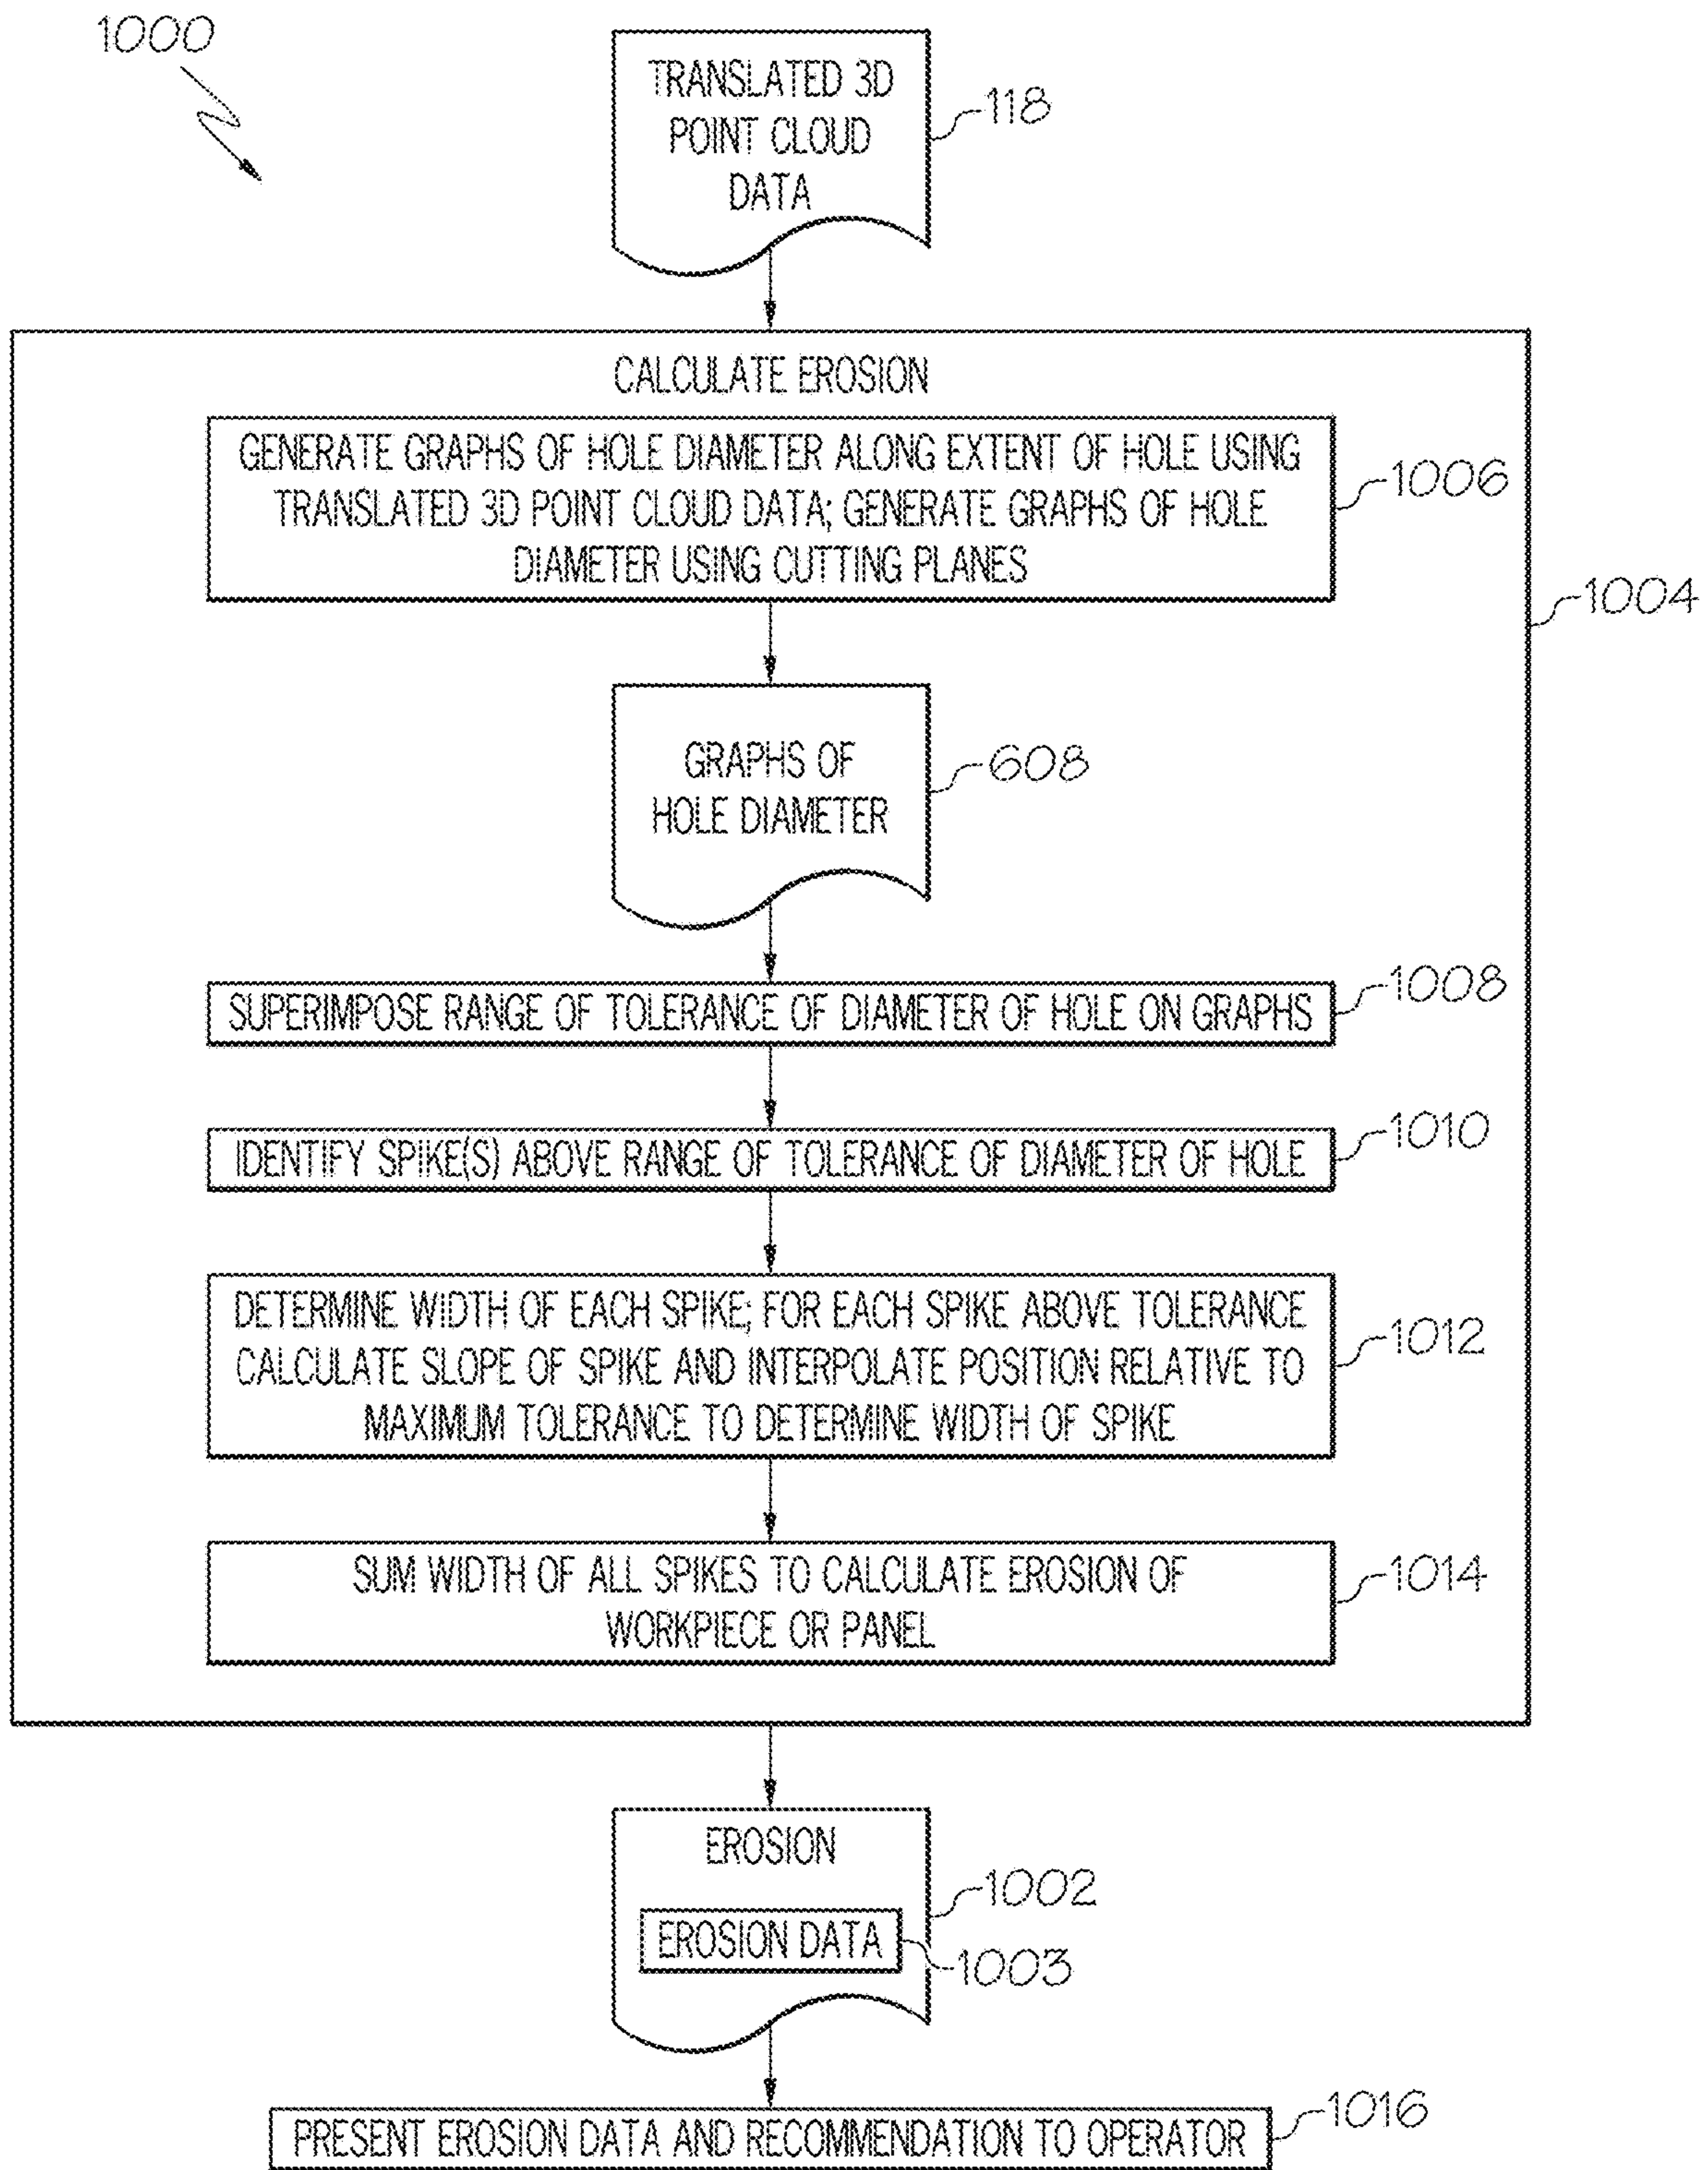 1000
TRANSLATED 3D
POINT CLOUD
DATA
118
CALCULATE EROSION
GENERATE GRAPHS OF HOLE DIAMETER ALONG EXTENT OF HOLE USING
TRANSLATED 3D POINT CLOUD DATA; GENERATE GRAPHS OF HOLE
DIAMETER USING CUTTING PLANES
1006
1004
GRAPHS OF
HOLE DIAMETER
608
SUPERIMPOSE RANGE OF TOLERANCE OF DIAMETER OF HOLE ON GRAPHS
1008
IDENTIFY SPIKE(S) ABOVE RANGE OF TOLERANCE OF DIAMETER OF HOLE
1010
DETERMINE WIDTH OF EACH SPIKE; FOR EACH SPIKE ABOVE TOLERANCE
CALCULATE SLOPE OF SPIKE AND INTERPOLATE POSITION RELATIVE TO
MAXIMUM TOLERANCE TO DETERMINE WIDTH OF SPIKE
1012
SUM WIDTH OF ALL SPIKES TO CALCULATE EROSION OF
WORKPIECE OR PANEL
1014
EROSION
1002
EROSION DATA
1003
PRESENT EROSION DATA AND RECOMMENDATION TO OPERATOR
1016